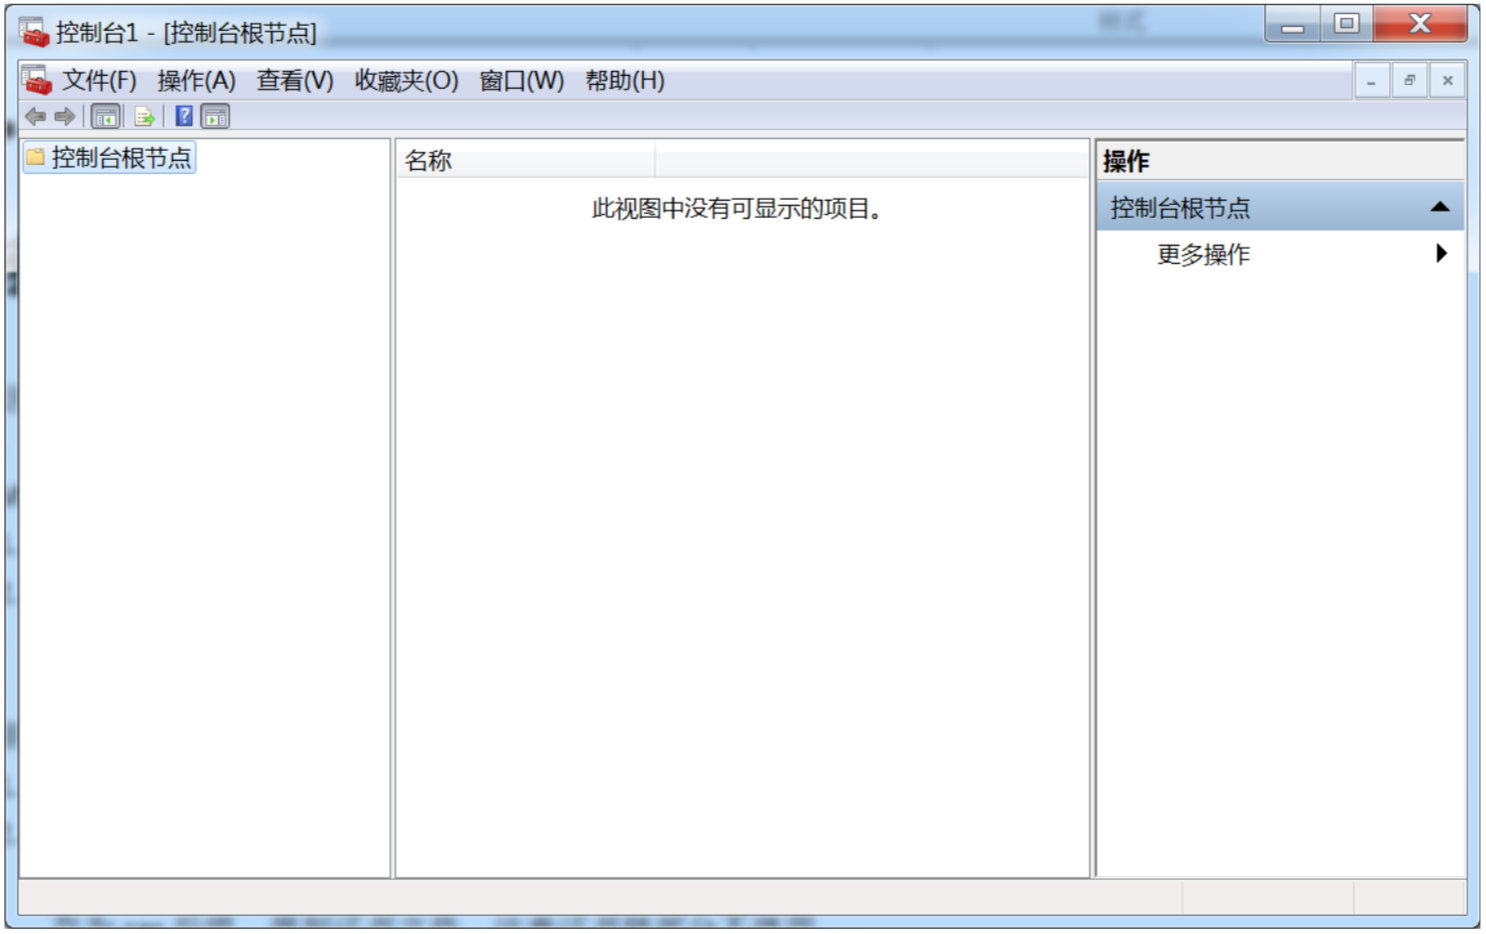 控制台1 - [控制台根节点]
文件(F) 操作(A) 查看(V) 收藏夹(O) 窗口(W) 帮助(H)
控制台根节点
名称
此视图中没有可显示的项目。
操作
控制台根节点
更多操作